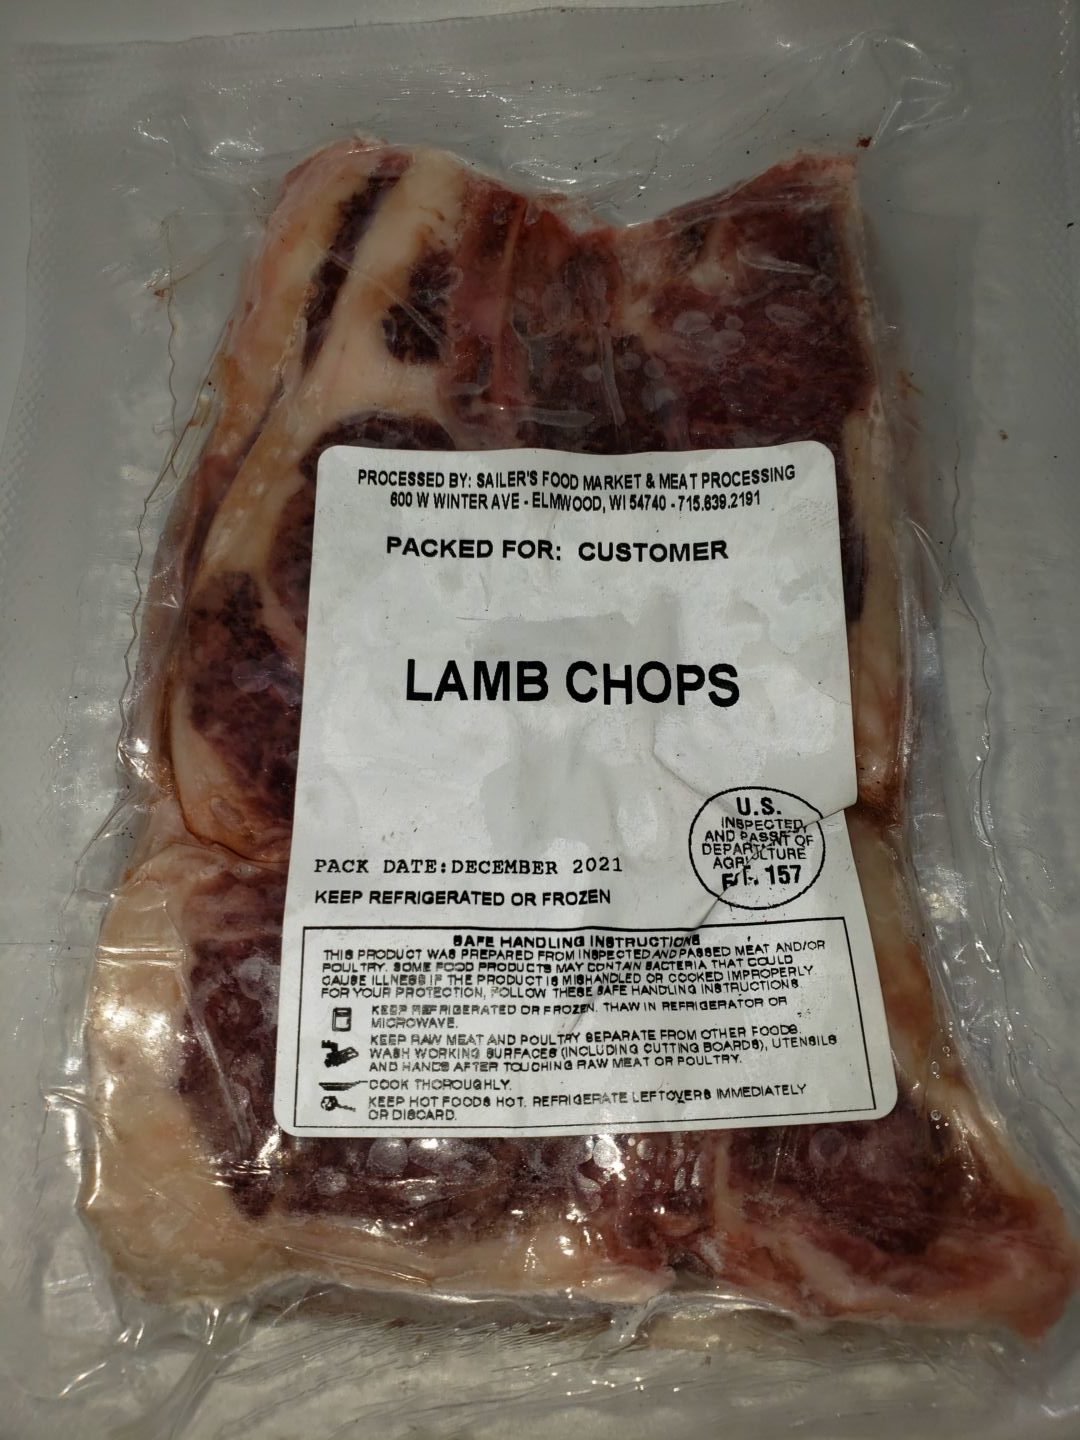 PROCESSED BY: SAILER'S FOOD MARKET & MEAT PROCESSING
600 W WINTER AVE - ELMWOOD, WI 54740 - 715.639.2191
PACKED FOR: CUSTOMER
LAMB CHOPS
U.S.
INSPECTED
AND PASSED
DEPARTMENT OF
AGRICULTURE
EST. 157
PACK DATE:DECEMBER 2021
KEEP REFRIGERATED OR FROZEN
SAFE HANDLING INSTRUCTIONS
THIS PRODUCT WAS PREPARED FROM INSPECTED AND PASSED MEAT AND/OR
POULTRY. SOME FOOD PRODUCTS MAY CONTAIN BACTERIA THAT COULD
CAUSE ILLNESS IF THE PRODUCT IS MISHANDLED OR COOKED IMPROPERLY
FOR YOUR PROTECTION, FOLLOW THESE SAFE HANDLING INSTRUCTIONS.
KEEP REFRIGERATED OR FROZEN. THAW IN REFRIGERATOR OR
MICROWAVE.
KEEP RAW MEAT AND POULTRY SEPARATE FROM OTHER FOODS.
WASH WORKING SURFACES (INCLUDING CUTTING BOARDS), UTENSILS
AND HANDS AFTER TOUCHING RAW MEAT OR POULTRY.
COOK THOROUGHLY.
KEEP HOT FOODS HOT. REFRIGERATE LEFTOVERS IMMEDIATELY
OR DISCARD.